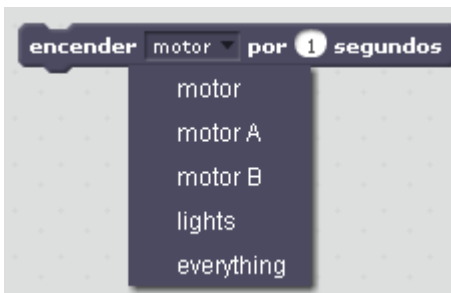 encender motor por 1 segundos
motor
motor A
motor B
lights
everything